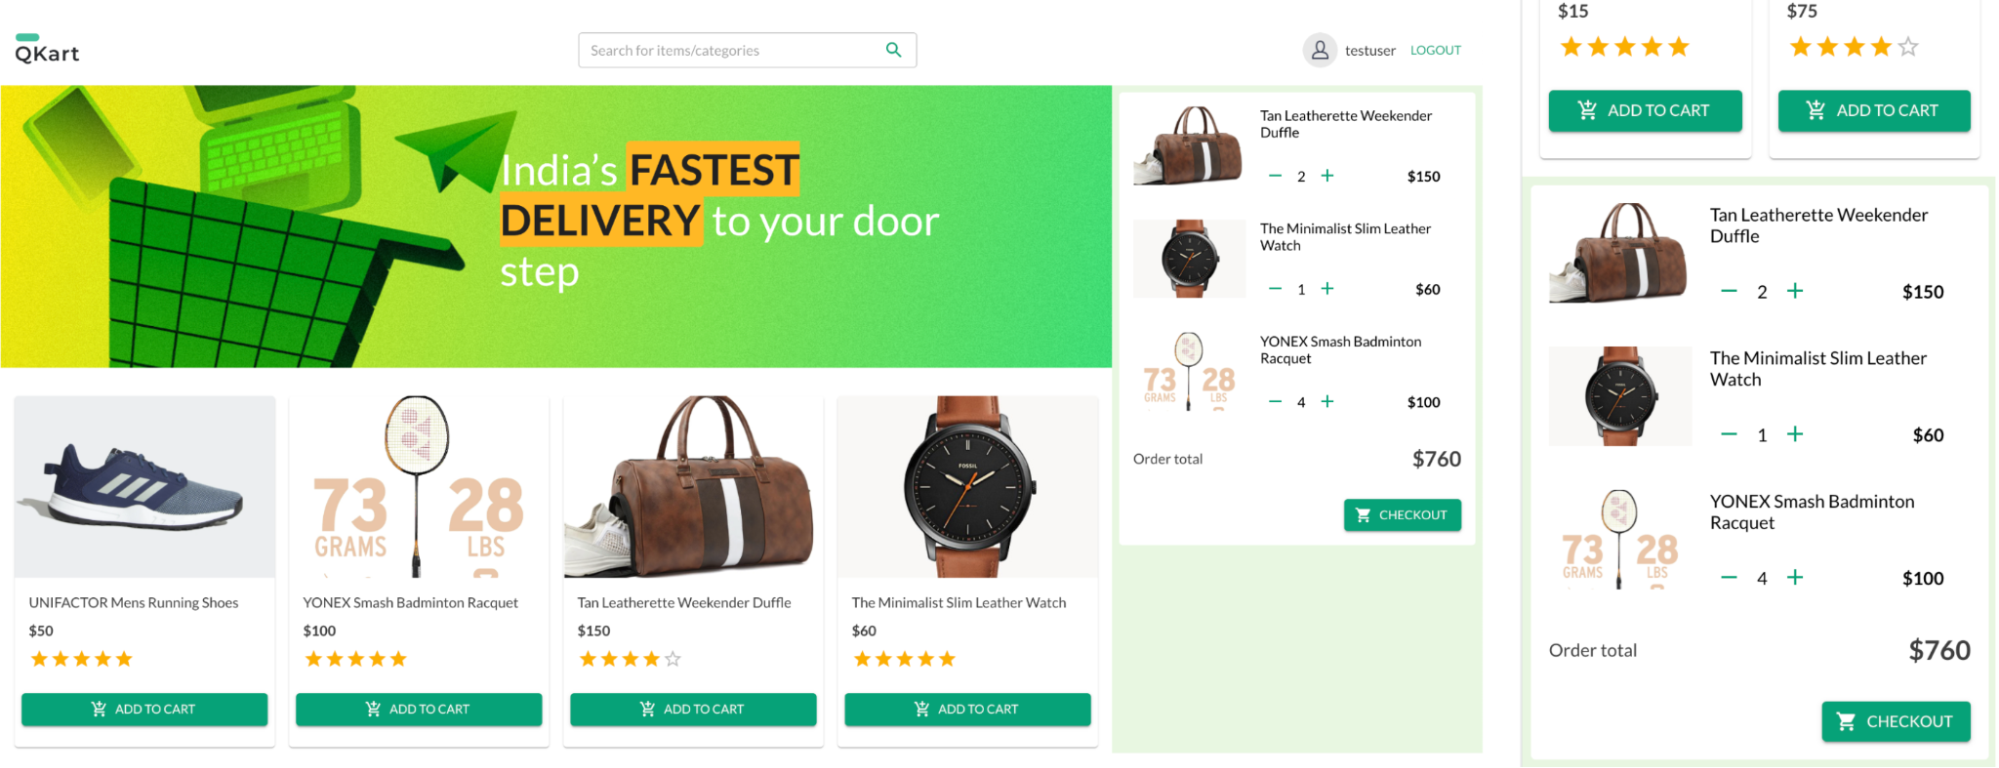 QKart
Search for items/categories
testuser LOGOUT
India's FASTEST
DELIVERY to your door
step
73 GRAMS 28 LBS
UNIFACTOR Mens Running Shoes
$50
ADD TO CART
YONEX Smash Badminton Racquet
$100
ADD TO CART
FOSSIL
Tan Leatherette Weekender Duffle
$150
ADD TO CART
The Minimalist Slim Leather Watch
$60
ADD TO CART
Tan Leatherette Weekender
Duffle
2 $150
The Minimalist Slim Leather
Watch
1 $60
YONEX Smash Badminton
Racquet
73 GRAMS 28 LBS
4 $100
Order total $760
CHECKOUT
$15
ADD TO CART
$75
ADD TO CART
Tan Leatherette Weekender
Duffle
2 $150
The Minimalist Slim Leather
Watch
1 $60
YONEX Smash Badminton
Racquet
73 GRAMS 28 LBS
4 $100
Order total $760
CHECKOUT